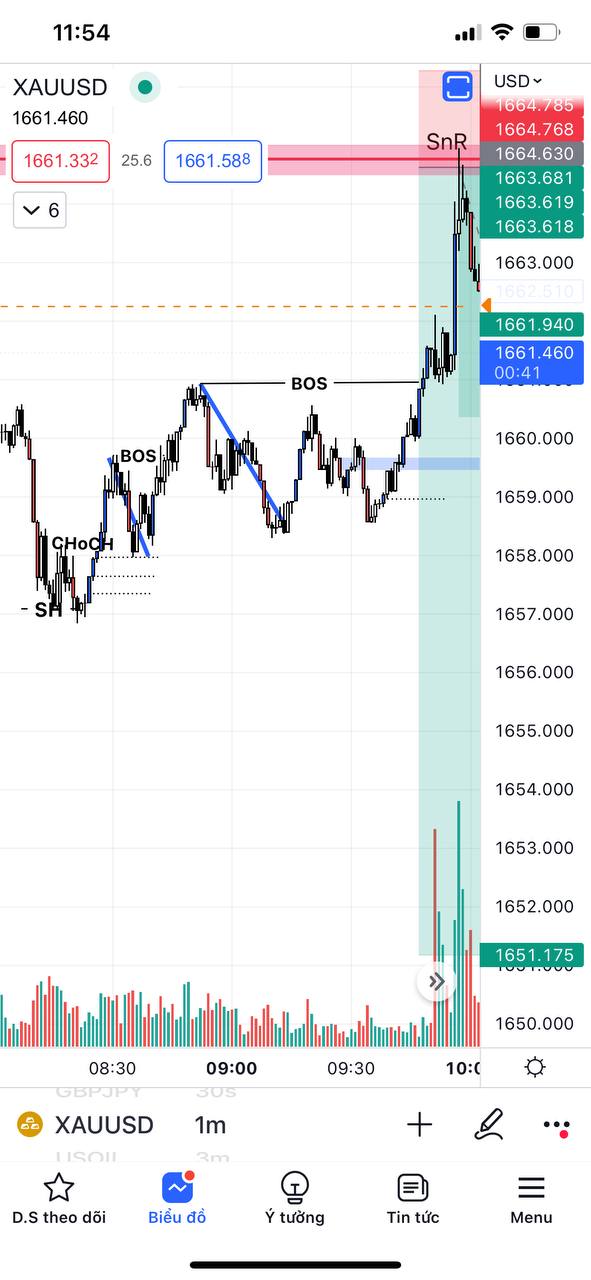 11:54
XAUUSD
USD
1661.460
1661.332
25.6
1661.588
6
SnR
1664.785
1664.768
1664.630
1663.681
1663.619
1663.618
1663.000
1662.510
1661.940
1661.460
00:41
BOS
BOS
1660.000
1659.000
CHoCH
1658.000
SH
1657.000
1656.000
1655.000
1654.000
1653.000
1652.000
1651.175
1650.000
08:30
09:00
09:30
10:0
GBPJPY 30s
XAUUSD 1m
USOIL 3m
D.S theo dõi
Biểu đồ
Ý tưởng
Tin tức
Menu